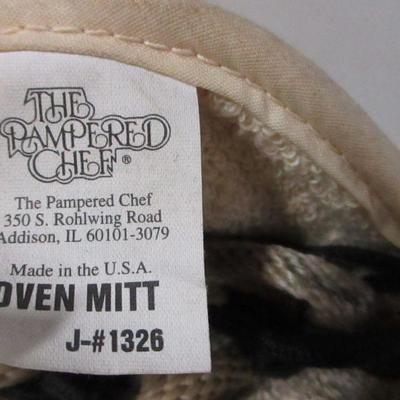 THE
PAMPERED
CHEF®
The Pampered Chef
350 S. Rohlwing Road
Addison, IL 60101-3079
Made in the U.S.A.
OVEN MITT
J-#1326